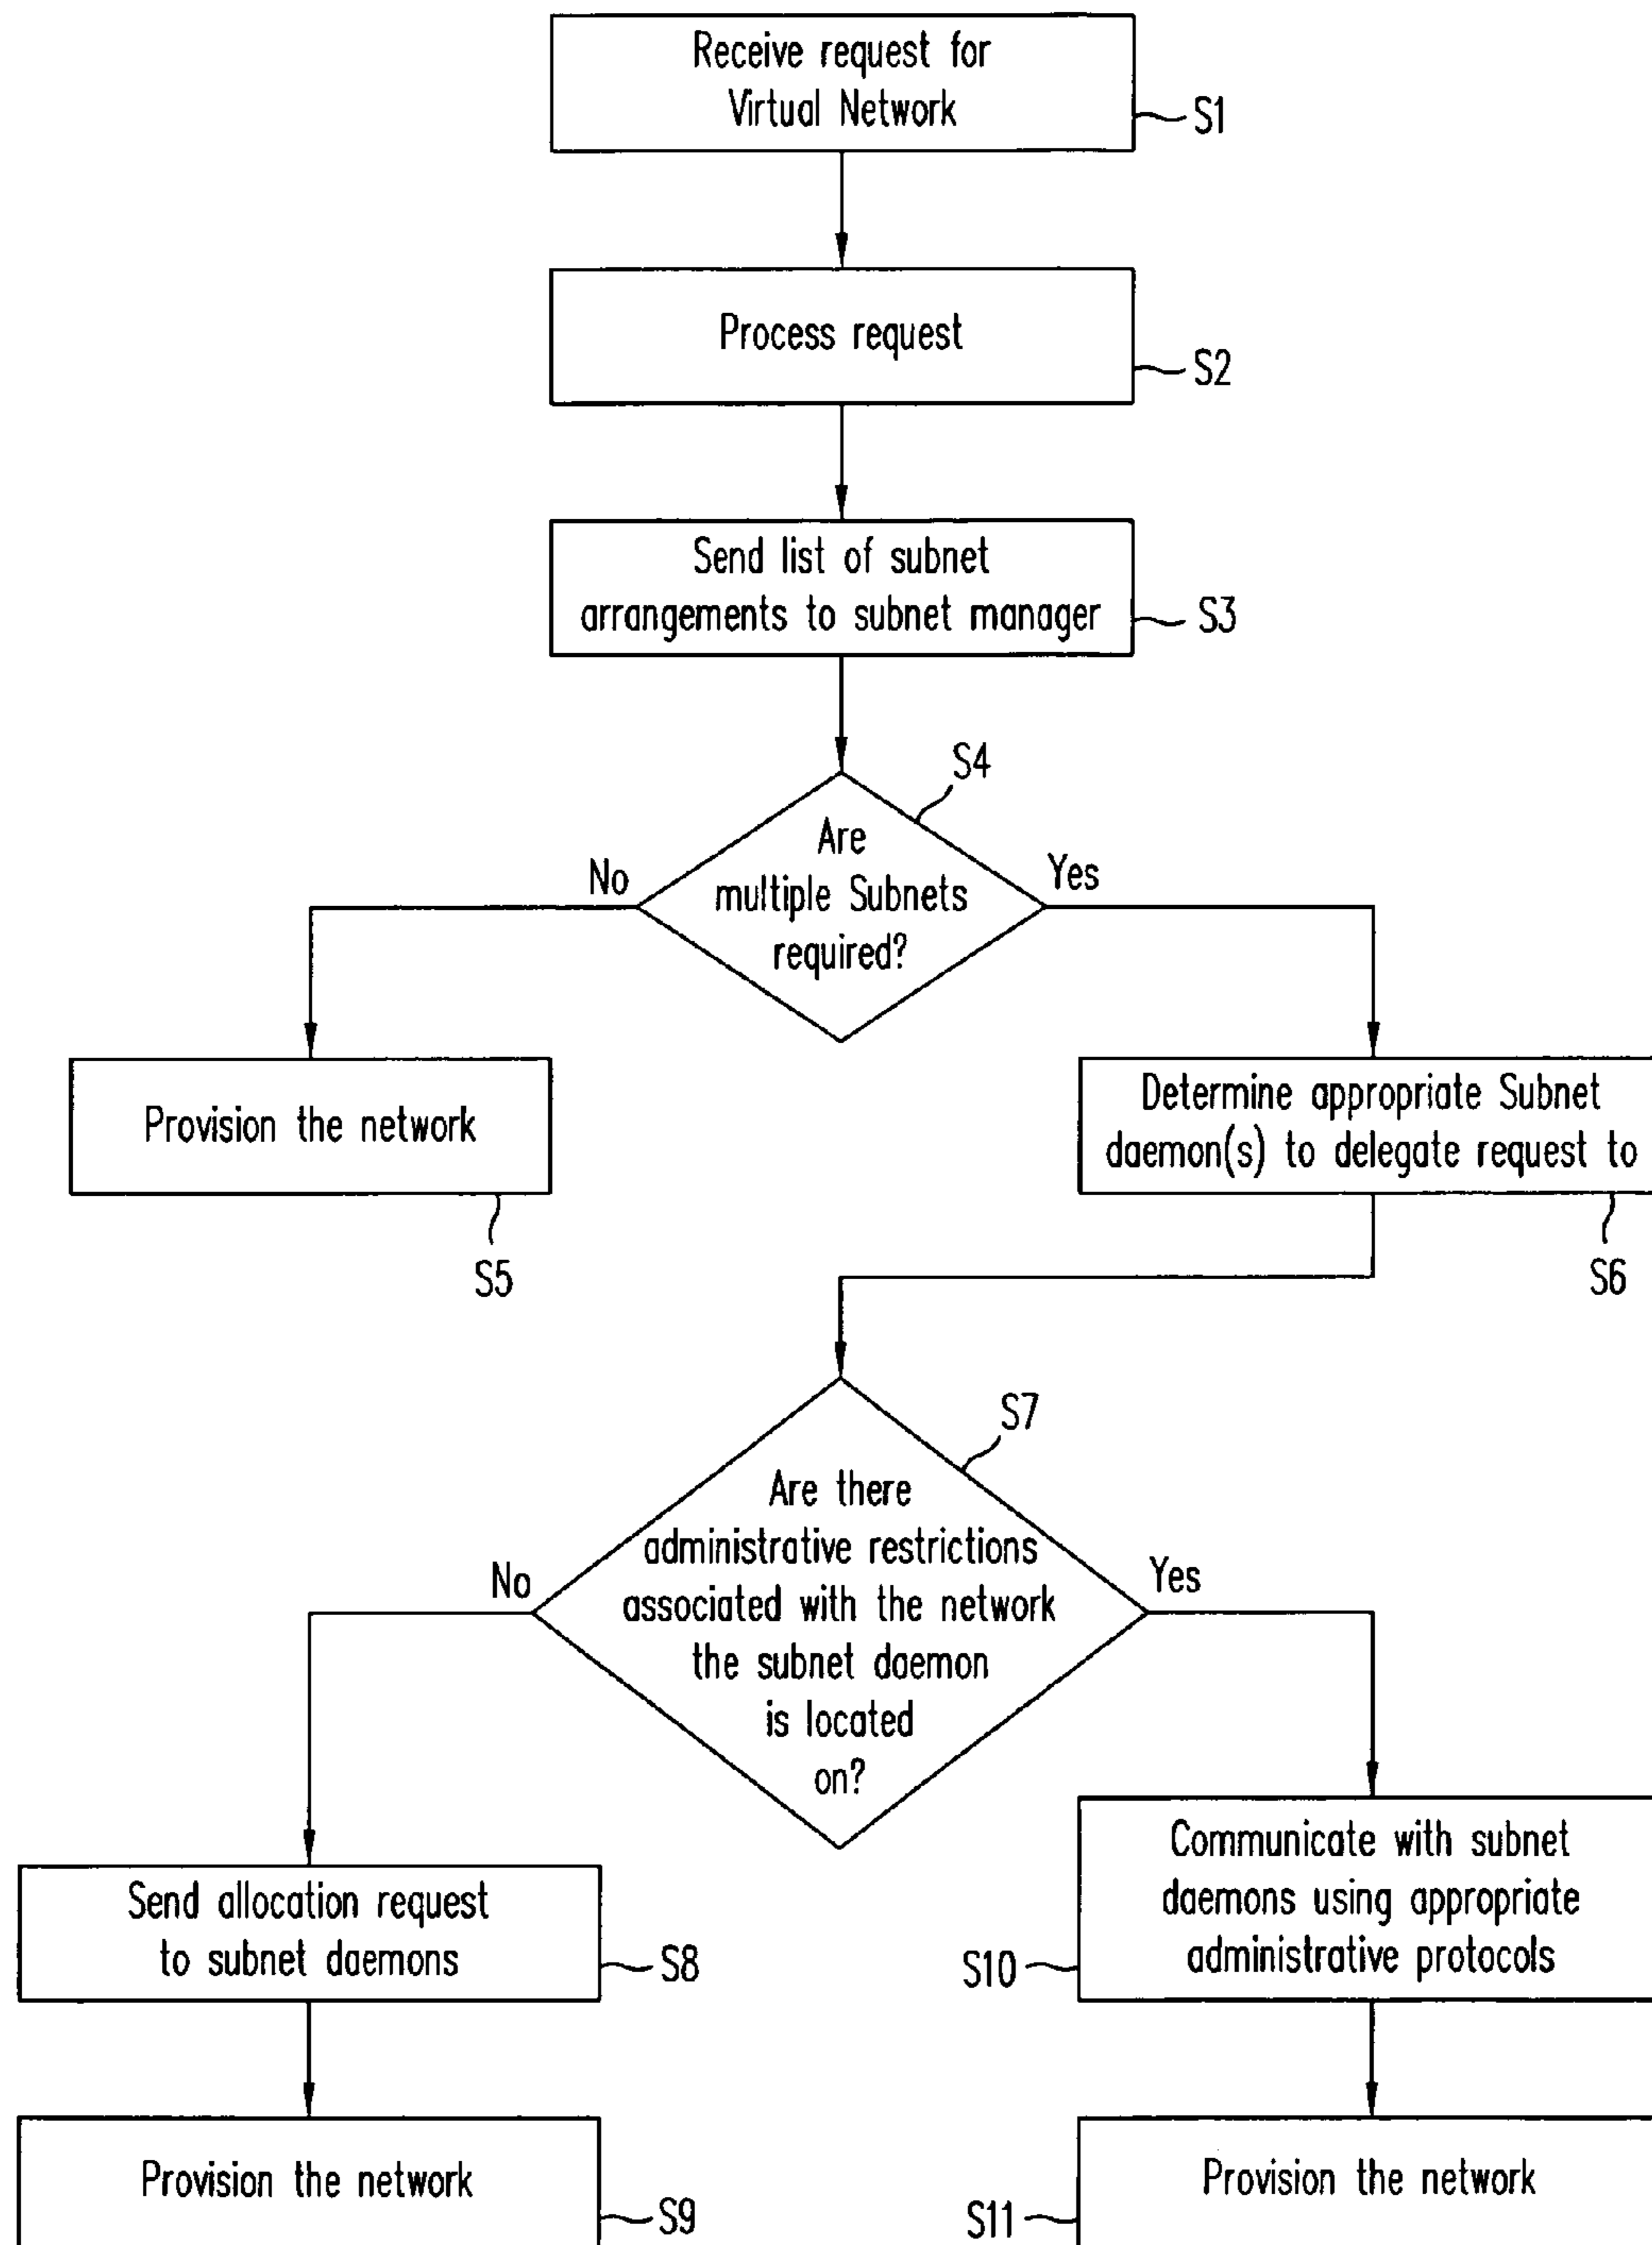 Receive request for
Virtual Network
S1
Process request
S2
Send list of subnet
arrangements to subnet manager
S3
S4
Are
multiple Subnets
required?
No
Yes
Provision the network
S5
Determine appropriate Subnet
daemon(s) to delegate request to
S6
S7
Are there
administrative restrictions
associated with the network
the subnet daemon
is located
on?
No
Yes
Send allocation request
to subnet daemons
S8
Communicate with subnet
daemons using appropriate
administrative protocols
S10
Provision the network
S9
Provision the network
S11